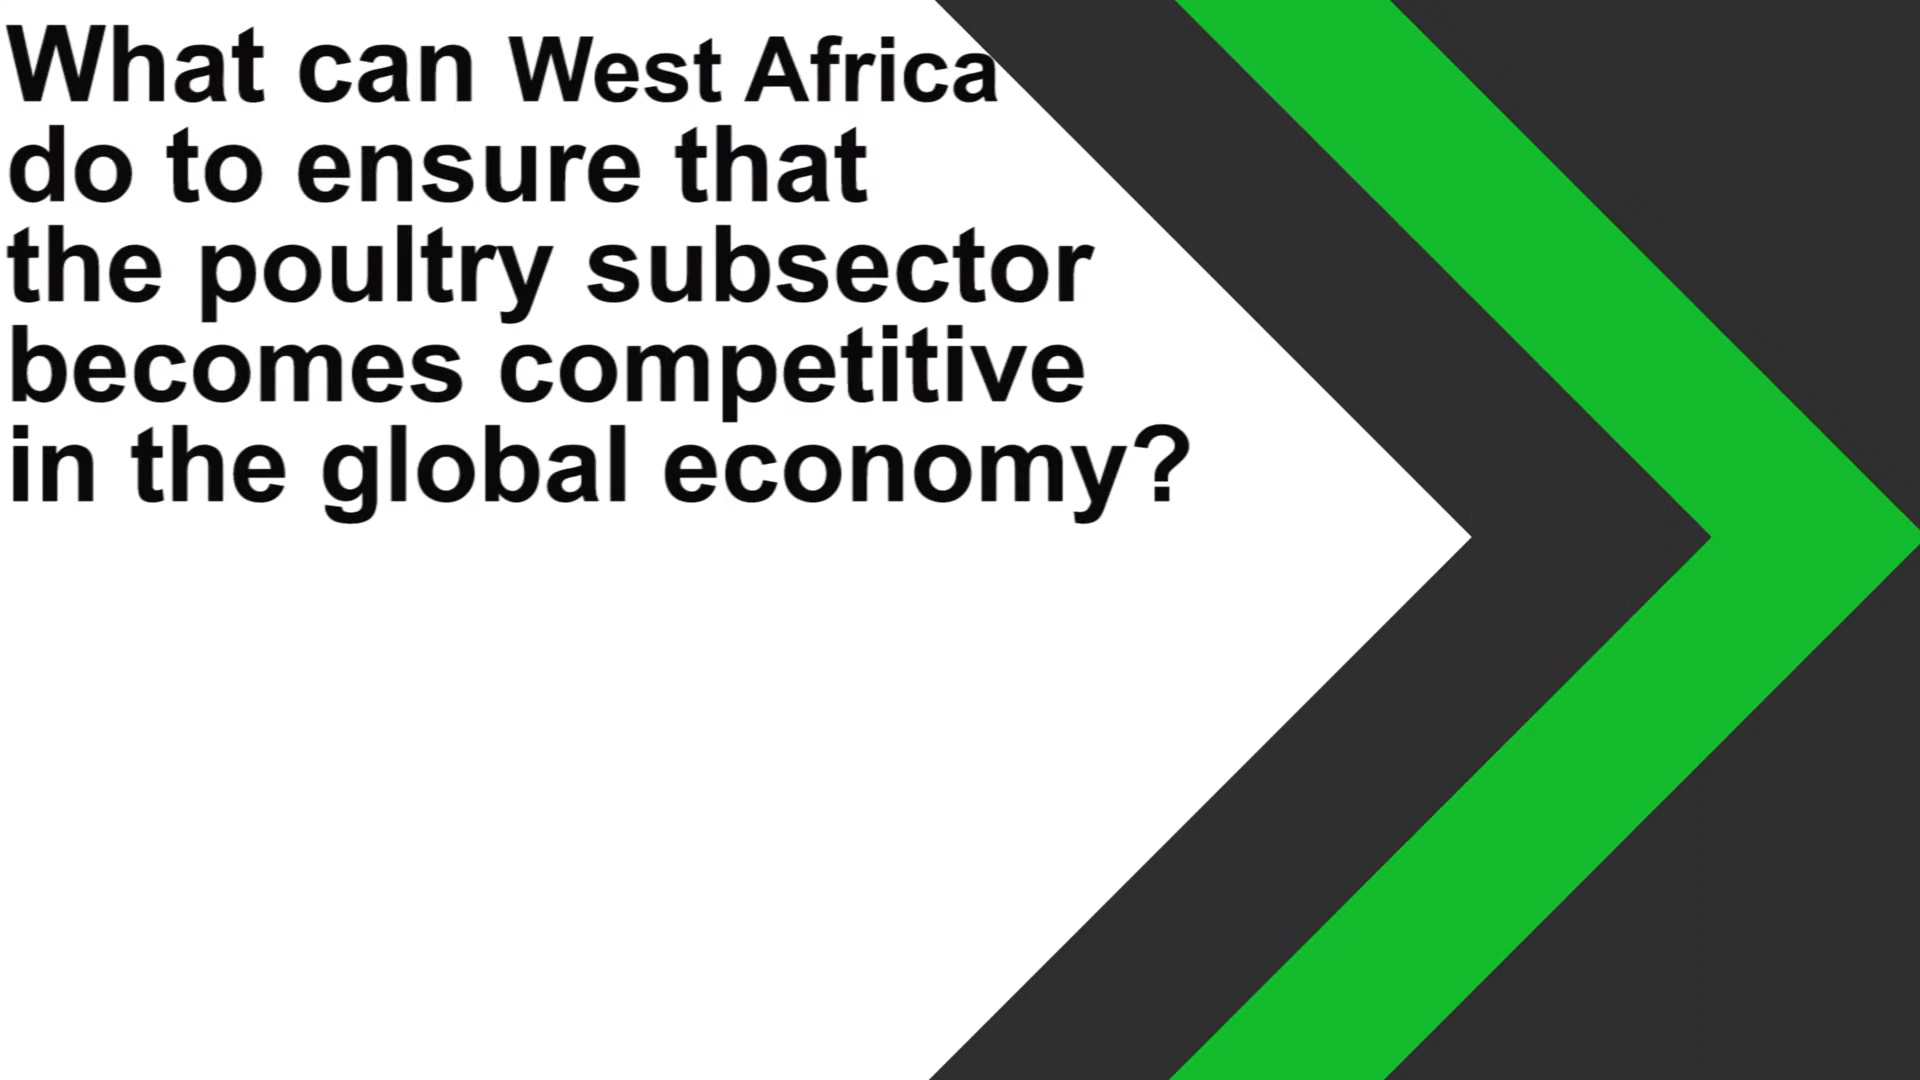 What can West Africa
do to ensure that
the poultry subsector
becomes competitive
in the global economy?